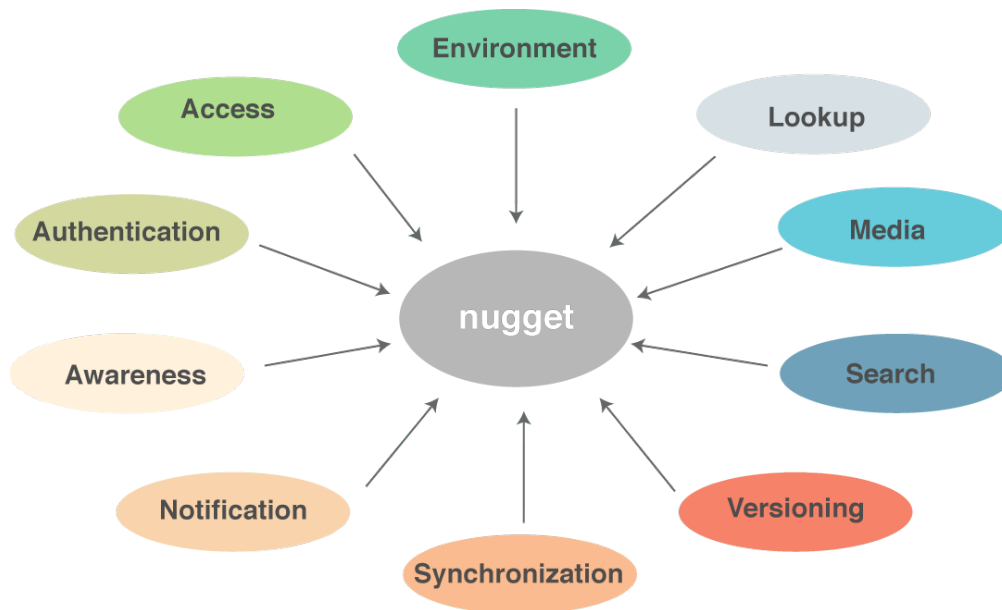 Environment
Access
Lookup
Authentication
Media
nugget
Awareness
Search
Notification
Versioning
Synchronization